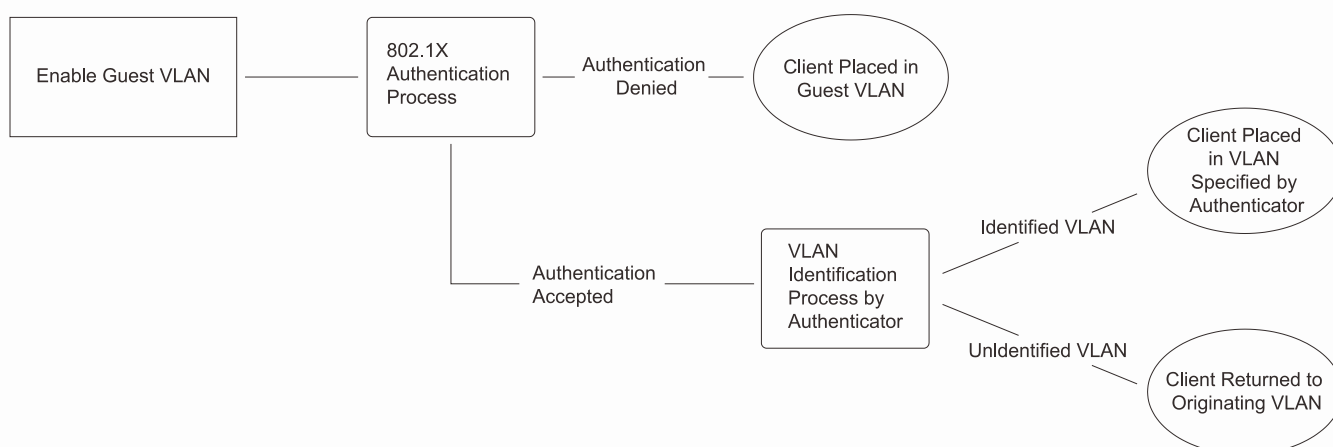 Enable Guest VLAN
802.1X
Authentication
Process
Authentication
Denied
Client Placed in
Guest VLAN
Client Placed
in VLAN
Specified by
Authenticator
Identified VLAN
VLAN
Identification
Process by
Authenticator
Authentication
Accepted
UnIdentified VLAN
Client Returned to
Originating VLAN